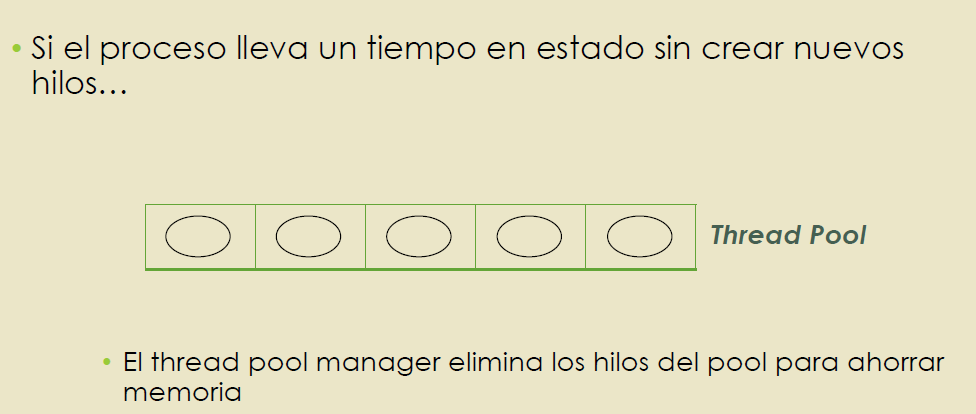 • Si el proceso lleva un tiempo en estado sin crear nuevos
hilos…
Thread Pool
• El thread pool manager elimina los hilos del pool para ahorrar
memoria